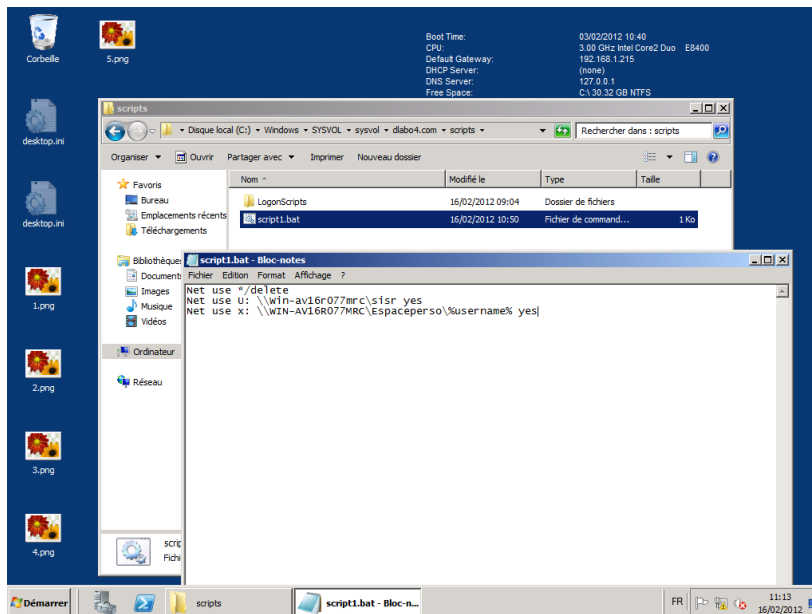 Corbeille
5.png
Boot Time: 03/02/2012 10:40
CPU: 3.00 GHz Intel Core2 Duo E8400
Default Gateway: 192.168.1.215
DHCP Server: (none)
DNS Server: 127.0.0.1
Free Space: C:\ 30.32 GB NTFS
desktop.ini
desktop.ini
1.png
2.png
3.png
4.png
scripts
Disque local (C:) Windows SYSVOL sysvol dlabo4.com scripts
Rechercher dans : scripts
Organiser Ouvrir Partager avec Imprimer Nouveau dossier
Nom Modifié le Type Taille
LogonScripts 16/02/2012 09:04 Dossier de fichiers
script1.bat 16/02/2012 10:50 Fichier de command... 1 Ko
Favoris
Bureau
Emplacements récents
Téléchargements
Bibliothèque
Document
Images
Musique
Vidéos
Ordinateur
Réseau
scrip
Fichi
script1.bat - Bloc-notes
Fichier Edition Format Affichage ?
Net use */delete
Net use U: \\Win-av16r077mrc\sisr yes
Net use x: \\WIN-AV16R077MRC\Espaceperso\%username% yes
Démarrer
scripts
script1.bat - Bloc-n...
FR
11:13
16/02/2012